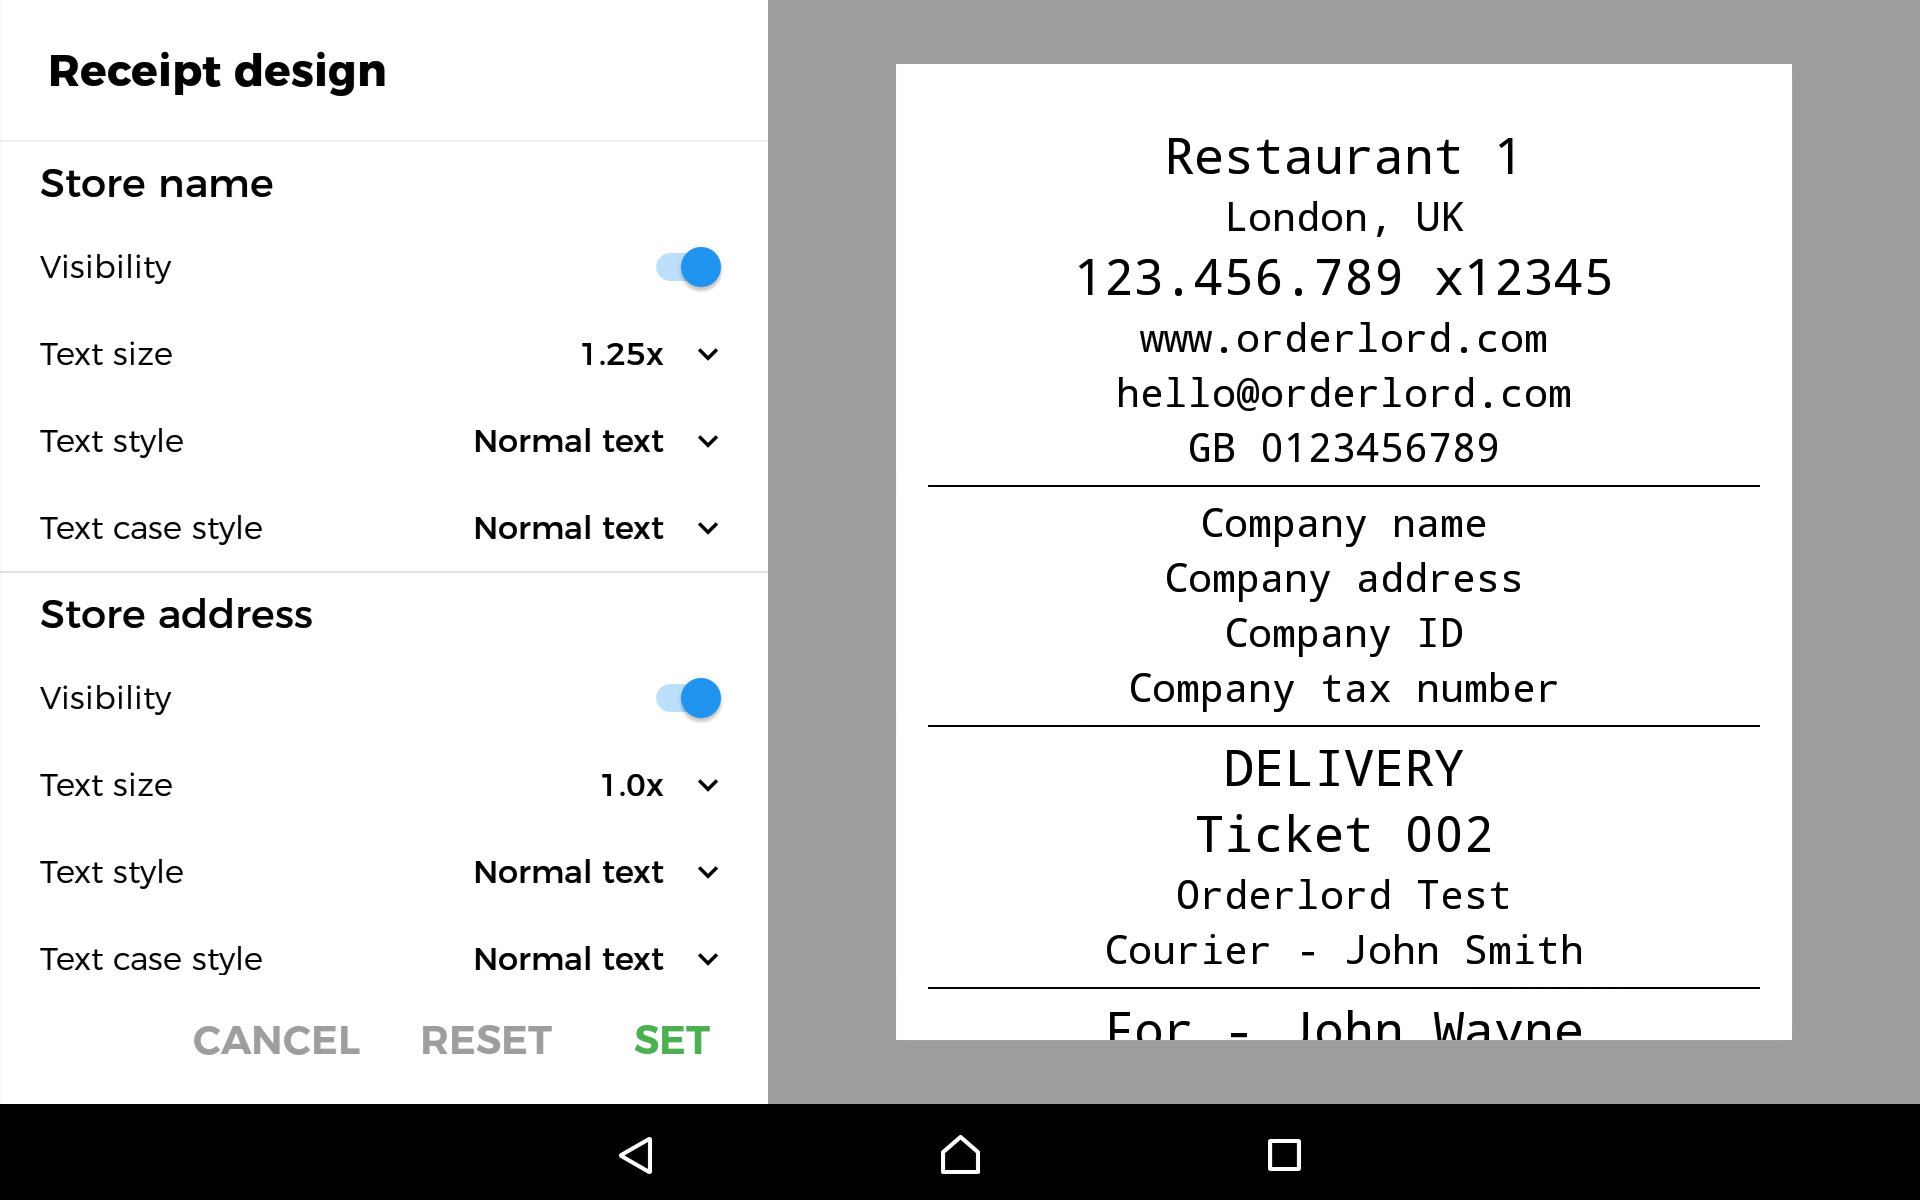 Receipt design
Store name
Visibility
Text size 1.25x
Text style Normal text
Text case style Normal text
Store address
Visibility
Text size 1.0x
Text style Normal text
Text case style Normal text
CANCEL RESET SET
Restaurant 1
London, UK
123.456.789 x12345
www.orderlord.com
hello@orderlord.com
GB 0123456789
Company name
Company address
Company ID
Company tax number
DELIVERY
Ticket 002
Orderlord Test
Courier - John Smith
For - John Wayne